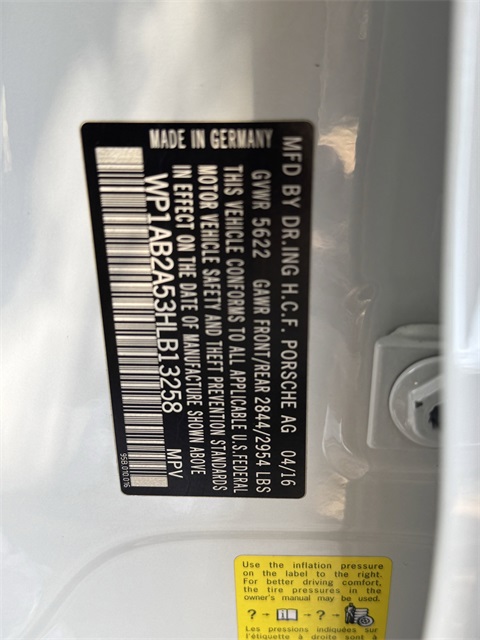 MFD BY DR.ING H.C.F. PORSCHE AG 04/16
GVWR 5622 GAWR FRONT/REAR 2844/2954 LBS
MADE IN GERMANY
THIS VEHICLE CONFORMS TO ALL APPLICABLE U.S.FEDERAL
MOTOR VEHICLE SAFETY AND THEFT PREVENTION STANDARDS
IN EFFECT ON THE DATE OF MANUFACTURE SHOWN ABOVE
WP1AB2A53HLB13258 MPV
95B.010.016
Use the inflation pressure
on the label to the right.
For better driving comfort,
the tire pressures in the
owner's manual may be used.
? → i → ? →
Les pressions indiquées sur